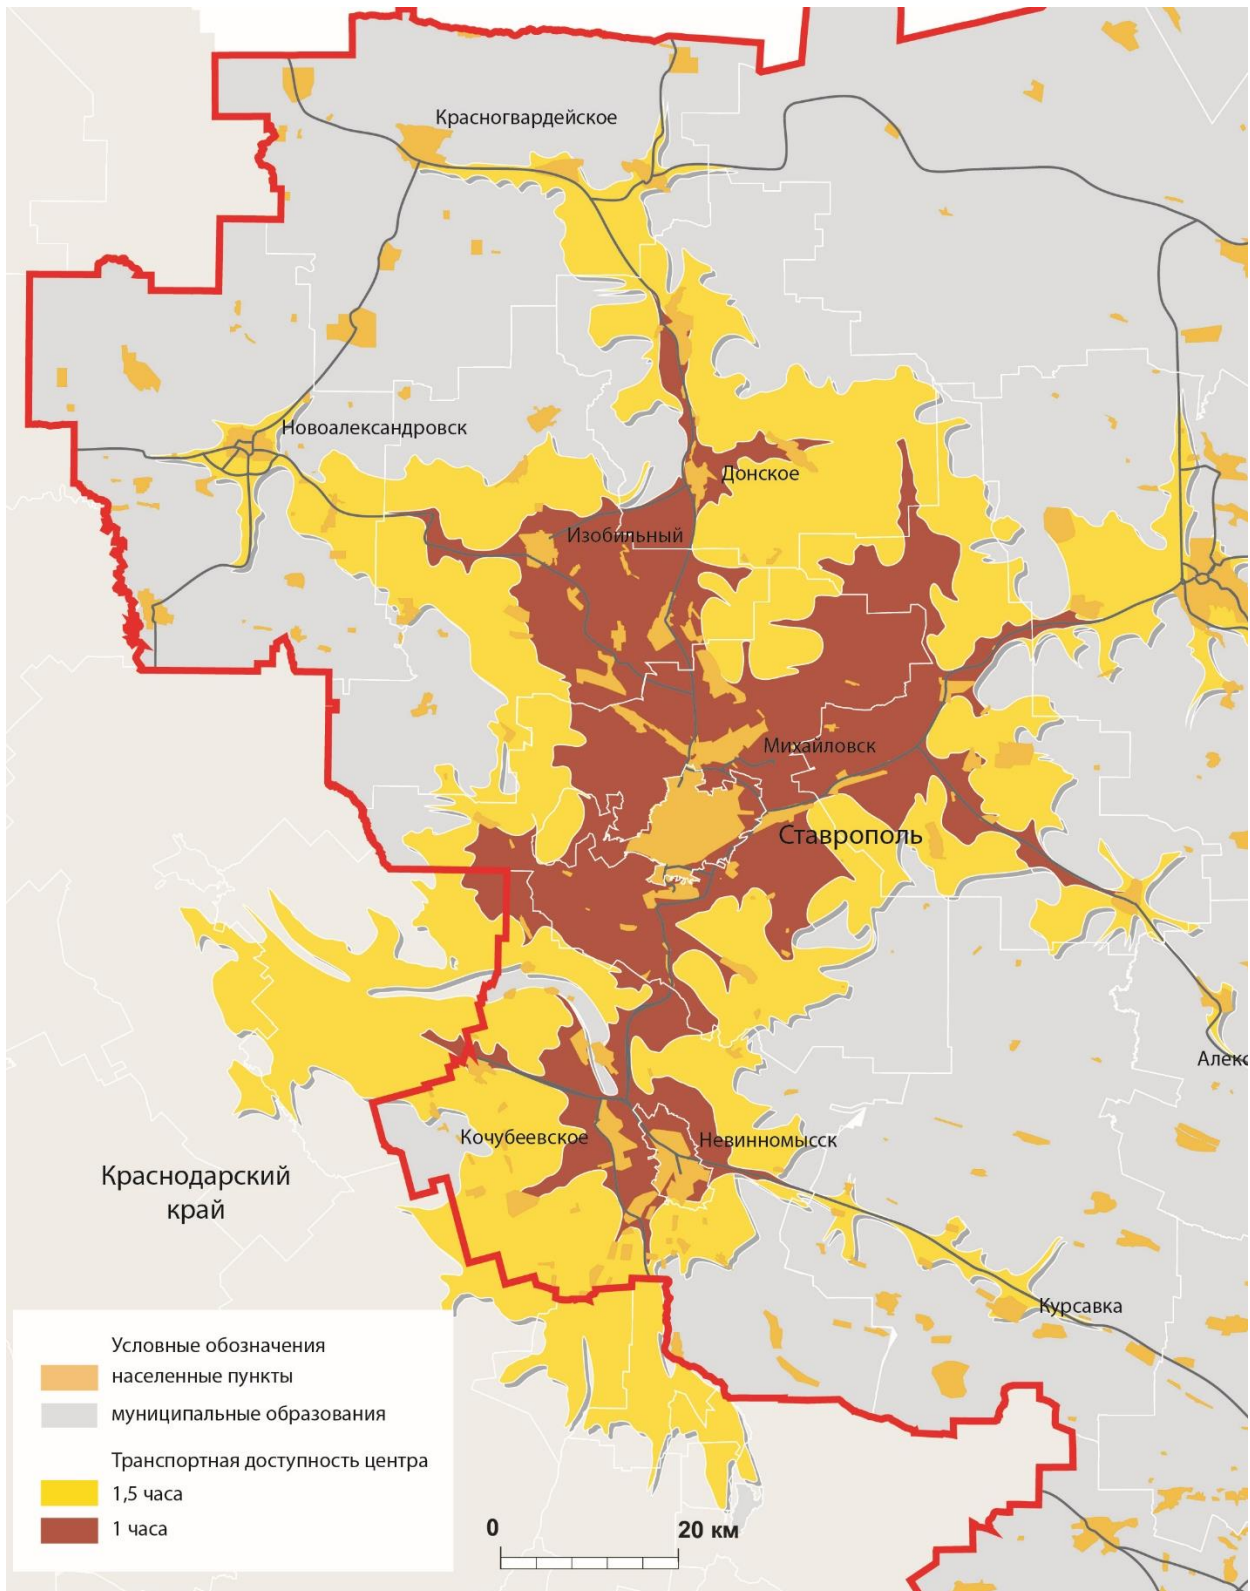 Красногвардейское
Новоалександровск
Донское
Изобильный
Михайловск
Ставрополь
Алекс
Кочубеевское
Невинномысск
Краснодарский
край
Курсавка
Условные обозначения
населенные пункты
муниципальные образования
Транспортная доступность центра
1,5 часа
1 часа
0
20 км